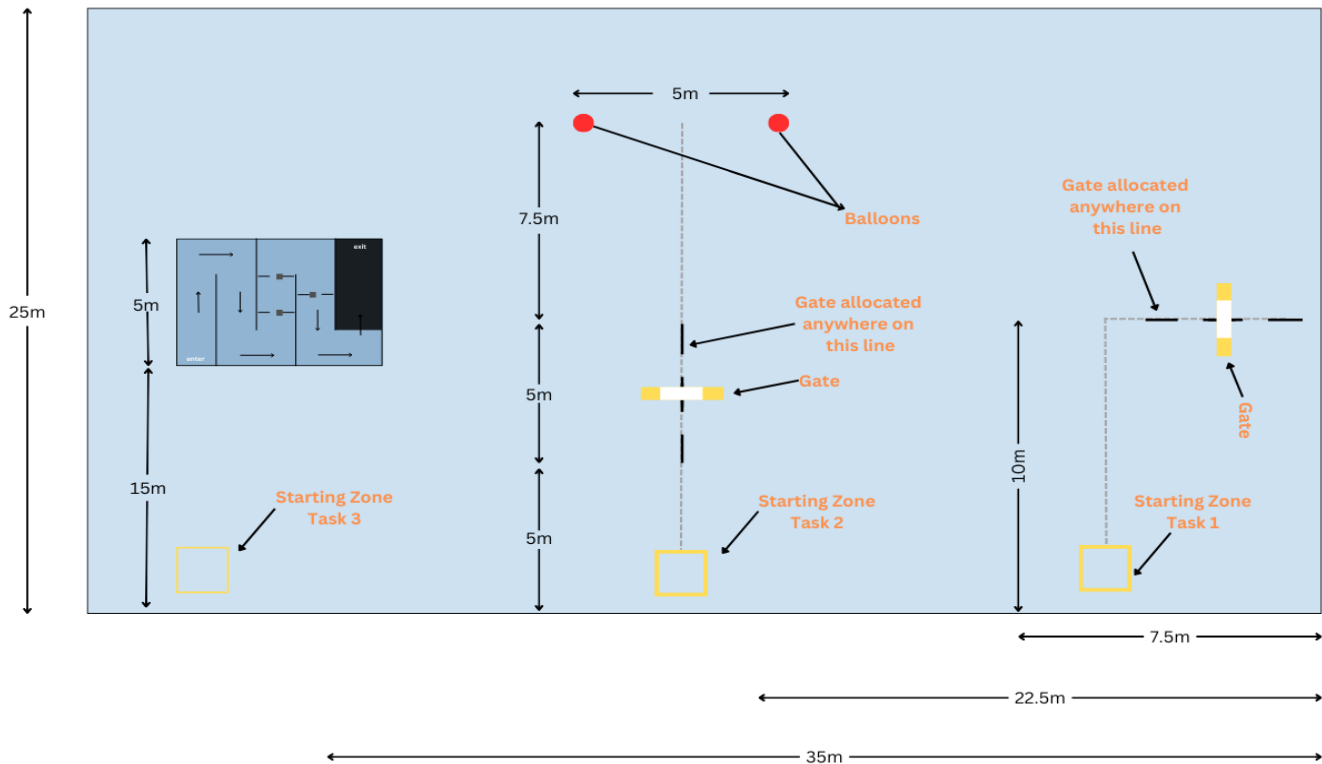 5m
Gate allocated
anywhere on
this line
7.5m
Balloons
exit
enter
5m
25m
Gate allocated
anywhere on
this line
Gate
5m
Gate
10m
15m
Starting Zone
Task 3
Starting Zone
Task 2
Starting Zone
Task 1
5m
7.5m
22.5m
35m